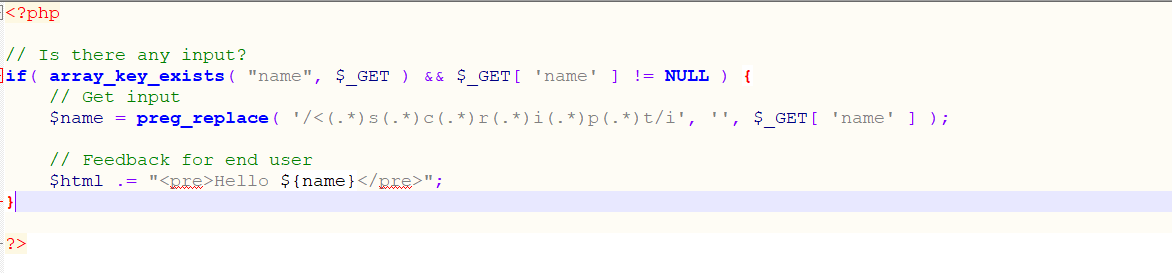 <?php
// Is there any input?
if( array_key_exists( "name", $_GET ) && $_GET[ 'name' ] != NULL ) {
// Get input
$name = preg_replace( '/<(.*)s(.*)c(.*)r(.*)i(.*)p(.*)t/i', '', $_GET[ 'name' ] );
// Feedback for end user
$html .= "<pre>Hello ${name}</pre>";
}
?>